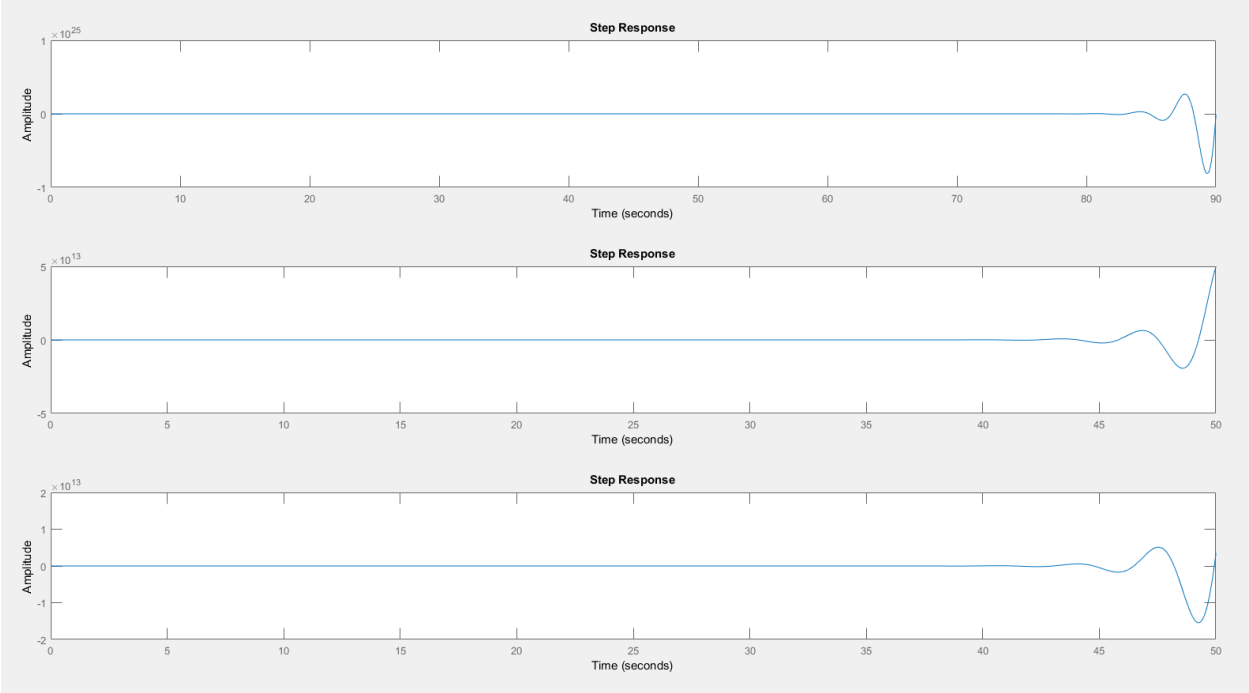 Step Response
× 10^25
1
0
-1
Amplitude
0 10 20 30 40 50 60 70 80 90
Time (seconds)
Step Response
× 10^13
5
0
-5
Amplitude
0 5 10 15 20 25 30 35 40 45 50
Time (seconds)
Step Response
× 10^13
2
1
0
-1
-2
Amplitude
0 5 10 15 20 25 30 35 40 45 50
Time (seconds)